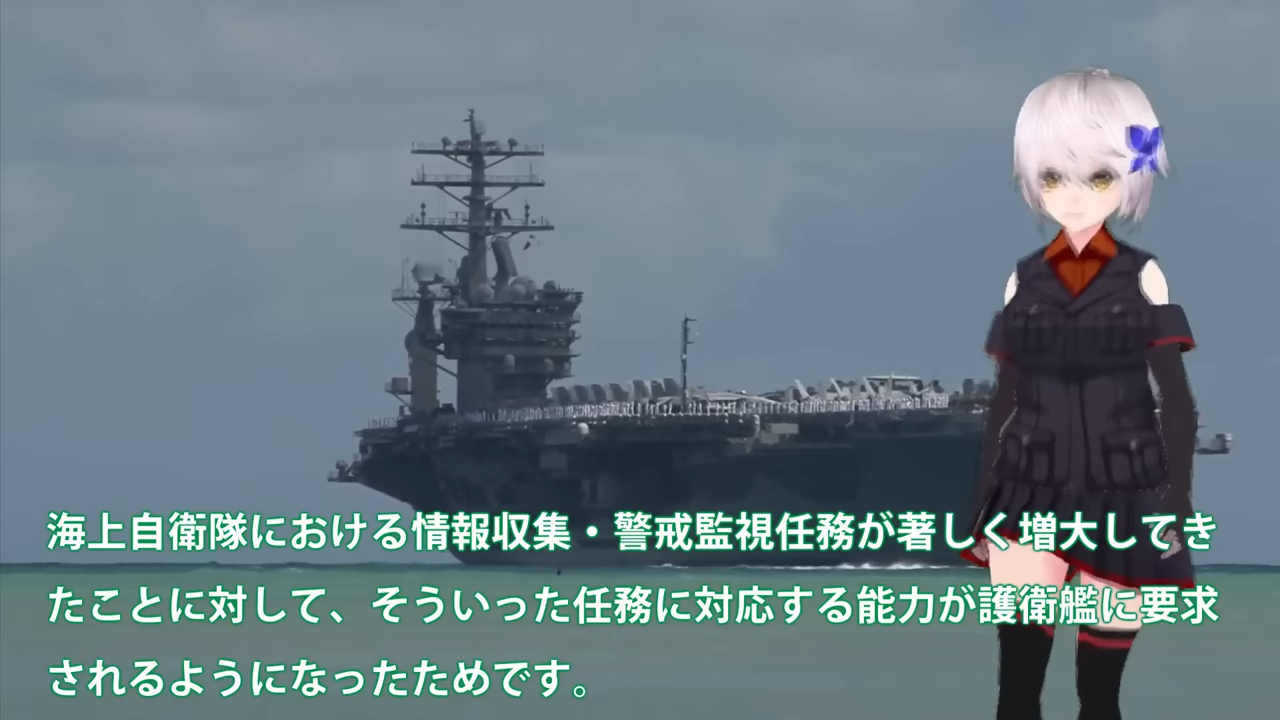 海上自衛隊における情報収集・警戒監視任務が著しく増大してき
たことに対して、そういった任務に対応する能力が護衛艦に要求
されるようになったためです。